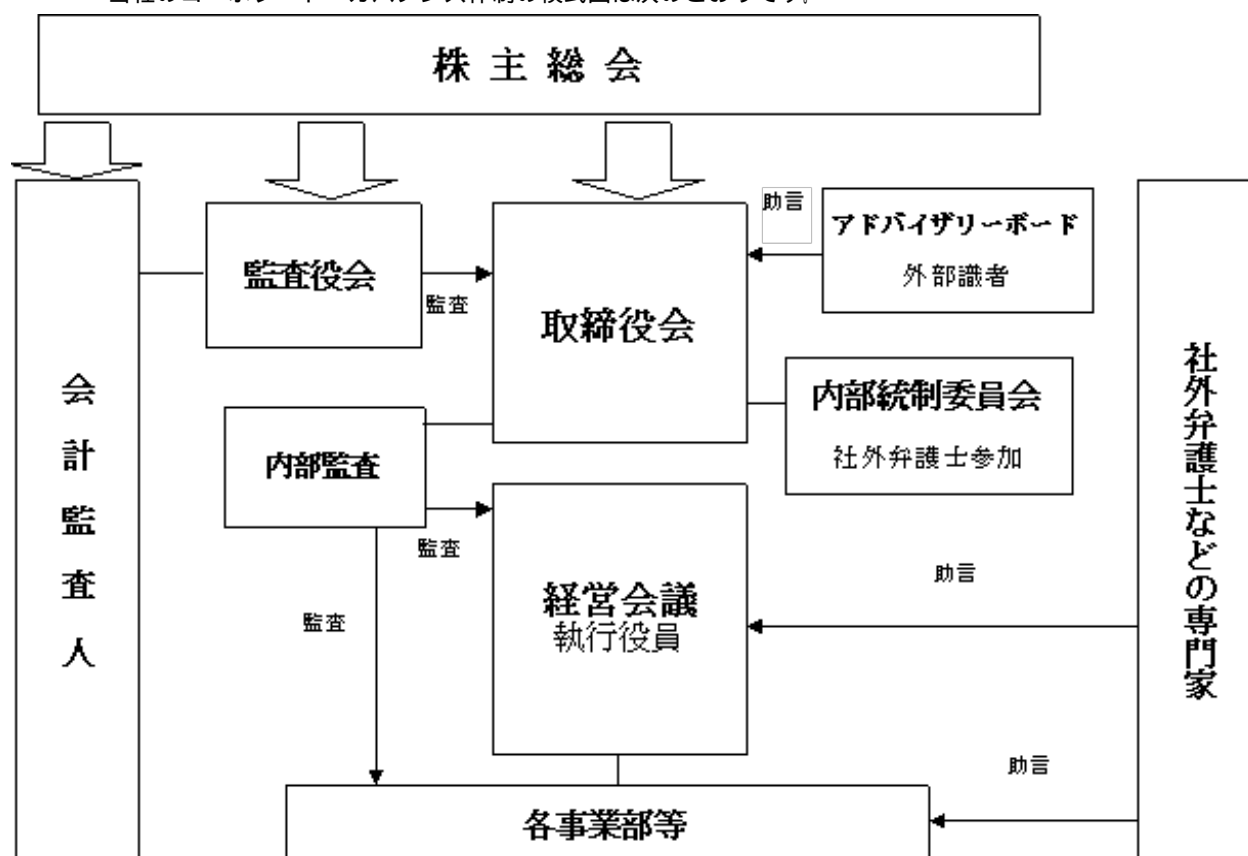 株主総会
助言
アドバイザリーボード
外部識者
監査役会
監査
取締役会
内部統制委員会
社外弁護士参加
内部監査
監査
監査
経営会議
執行役員
助言
助言
各事業部等
会計監査人
社外弁護士などの専門家